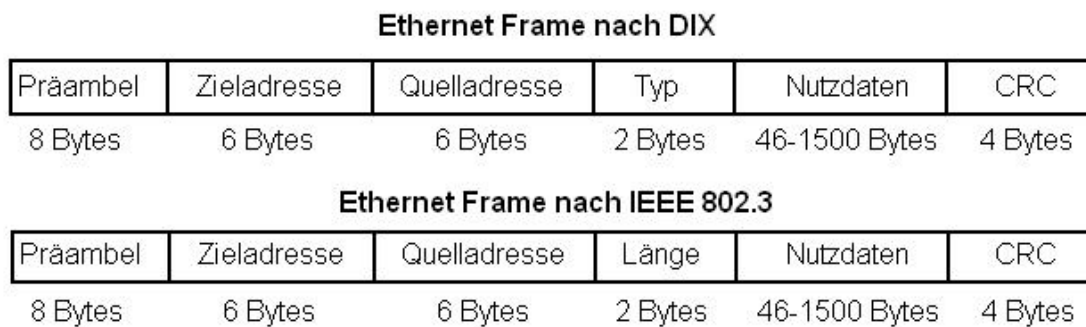 Ethernet Frame nach DIX
Präambel Zieladresse Quelladresse Typ Nutzdaten CRC
8 Bytes 6 Bytes 6 Bytes 2 Bytes 46-1500 Bytes 4 Bytes
Ethernet Frame nach IEEE 802.3
Präambel Zieladresse Quelladresse Länge Nutzdaten CRC
8 Bytes 6 Bytes 6 Bytes 2 Bytes 46-1500 Bytes 4 Bytes